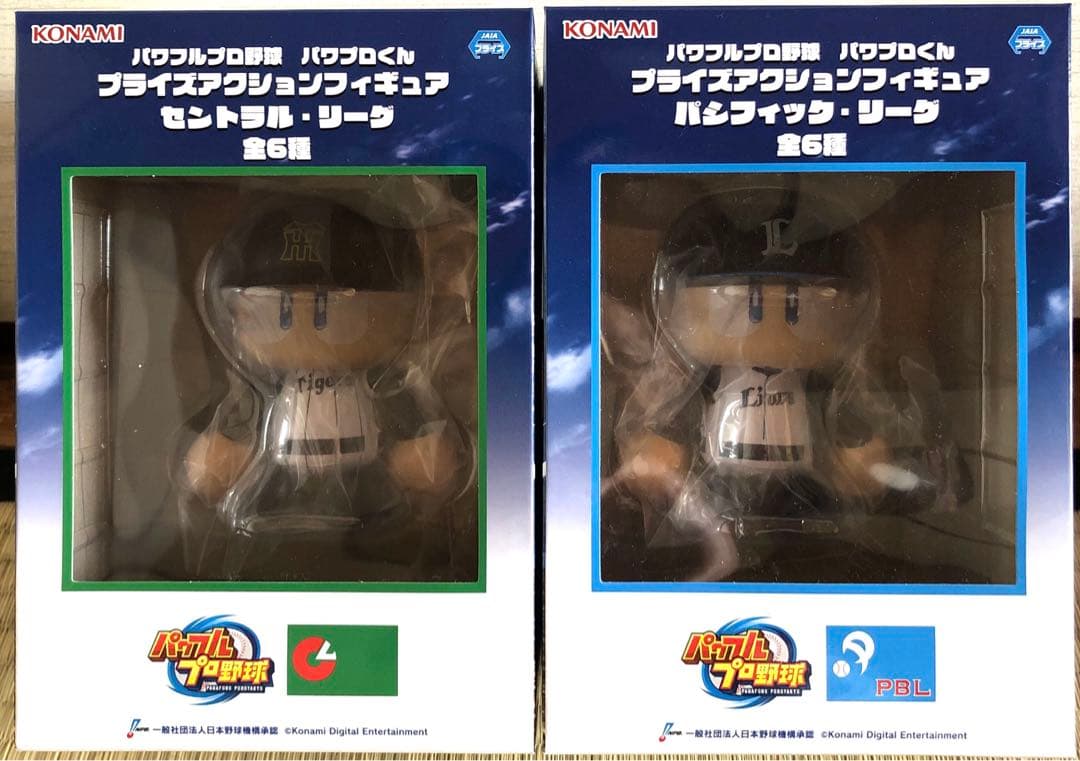 KONAMI
JAIA
プライズ
パワフルプロ野球 パワプロくん
プライズアクションフィギュア
セントラル・リーグ
全6種
Tigers
パワフル
プロ野球
NPB 一般社団法人日本野球機構承認 ©Konami Digital Entertainment
KONAMI
JAIA
プライズ
パワフルプロ野球 パワプロくん
プライズアクションフィギュア
パシフィック・リーグ
全6種
L
Lions
パワフル
プロ野球
PBL
NPB 一般社団法人日本野球機構承認 ©Konami Digital Entertainment